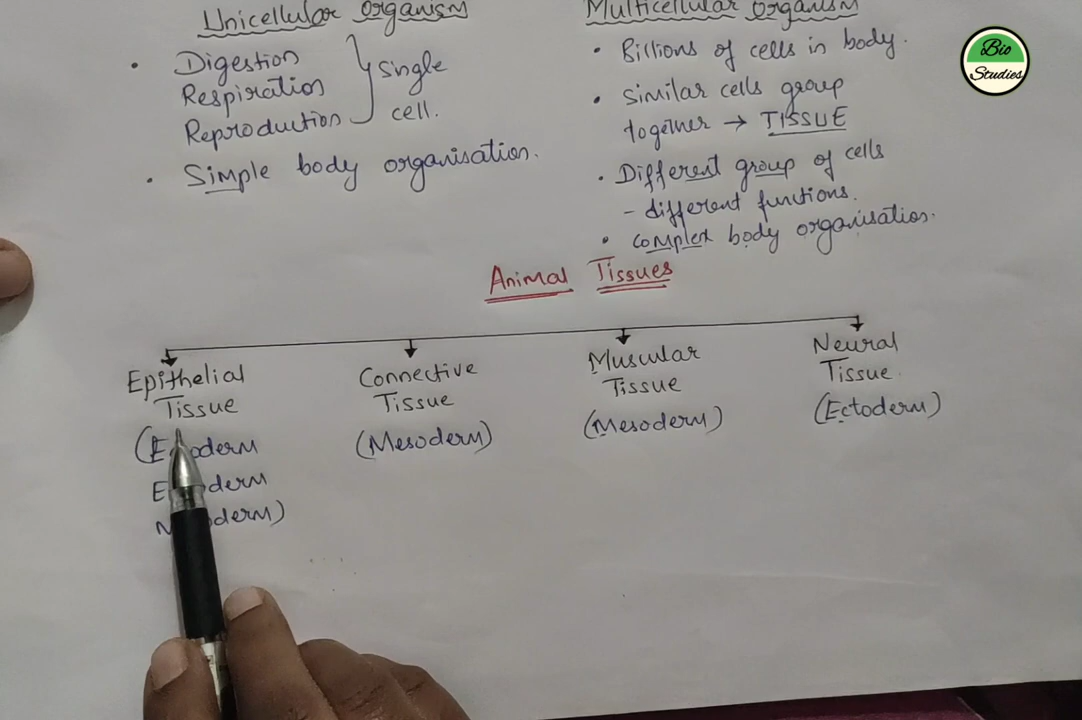 Unicellular organism
• Digestion
Respiration
Reproduction
single
cell.
• Simple body organisation.
Multicellular organism
• Billions of cells in body.
• Similar cells group
together → TISSUE
• Different group of cells
- different functions.
• complex body organisation.
Bio
Studies
Animal Tissues
Epithelial
Tissue
Connective
Tissue
(Mesoderm)
Muscular
Tissue
(Mesoderm)
Neural
Tissue
(Ectoderm)